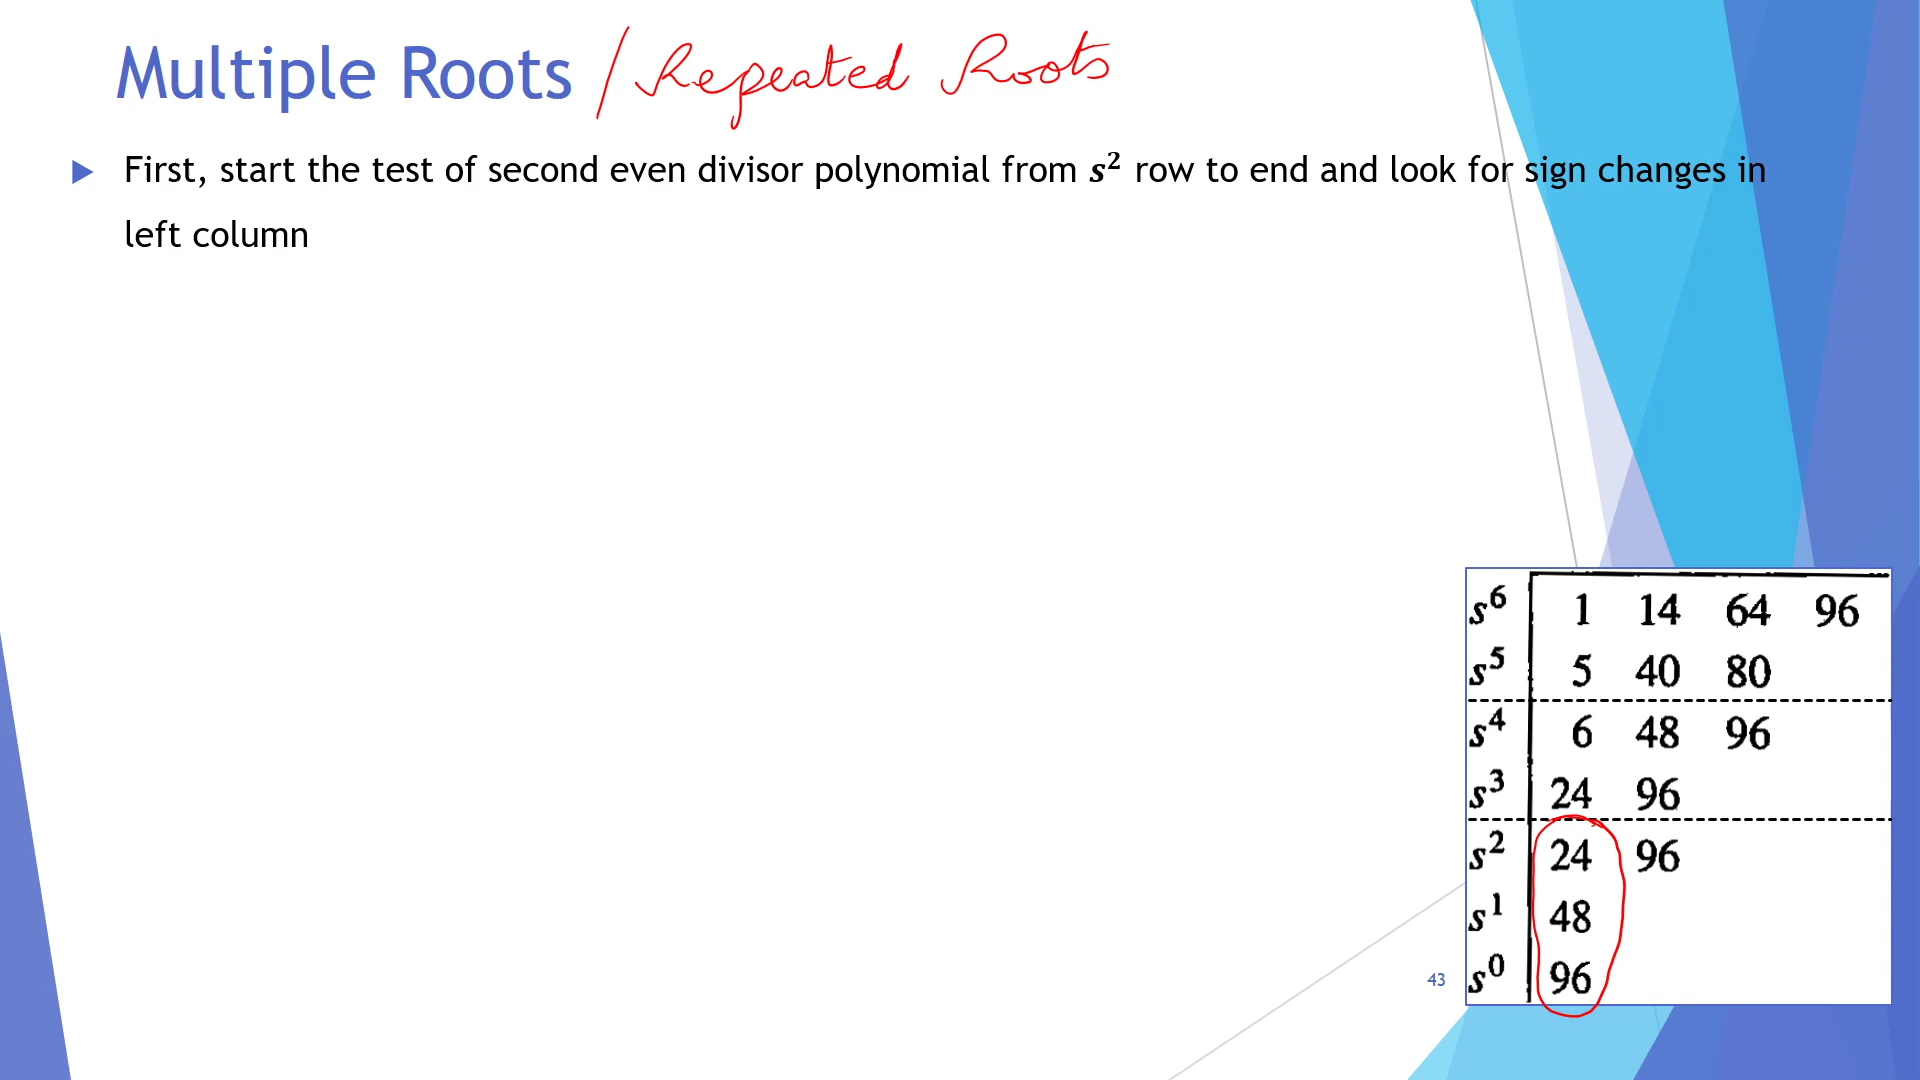 Multiple Roots / Repeated Roots
First, start the test of second even divisor polynomial from s² row to end and look for sign changes in
left column
s⁶ 1 14 64 96
s⁵ 5 40 80
s⁴ 6 48 96
s³ 24 96
s² 24 96
s¹ 48
s⁰ 96
43